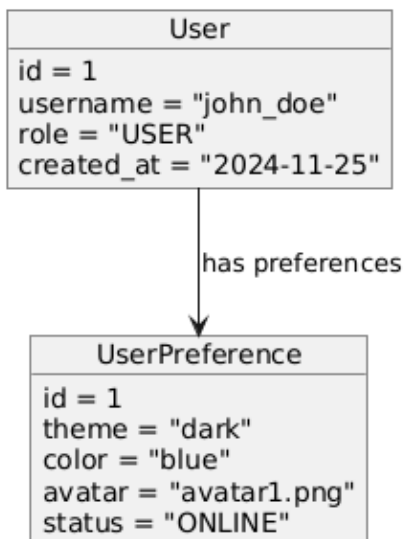 User
id = 1
username = "john_doe"
role = "USER"
created_at = "2024-11-25"
has preferences
UserPreference
id = 1
theme = "dark"
color = "blue"
avatar = "avatar1.png"
status = "ONLINE"